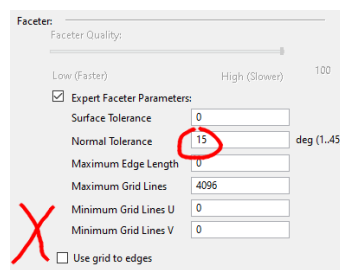 Faceter:
Faceter Quality:
Low (Faster) High (Slower) 100
Expert Faceter Parameters:
Surface Tolerance 0
Normal Tolerance 15 deg (1..45
Maximum Edge Length 0
Maximum Grid Lines 4096
Minimum Grid Lines U 0
Minimum Grid Lines V 0
Use grid to edges